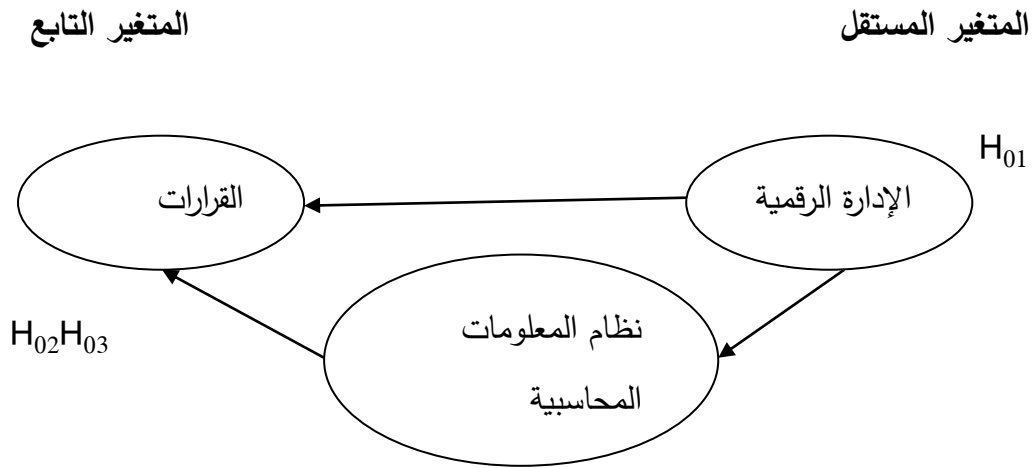 المتغير المستقل
المتغير التابع
H₀₁
الإدارة الرقمية
القرارات
نظام المعلومات
المحاسبية
H₀₂H₀₃